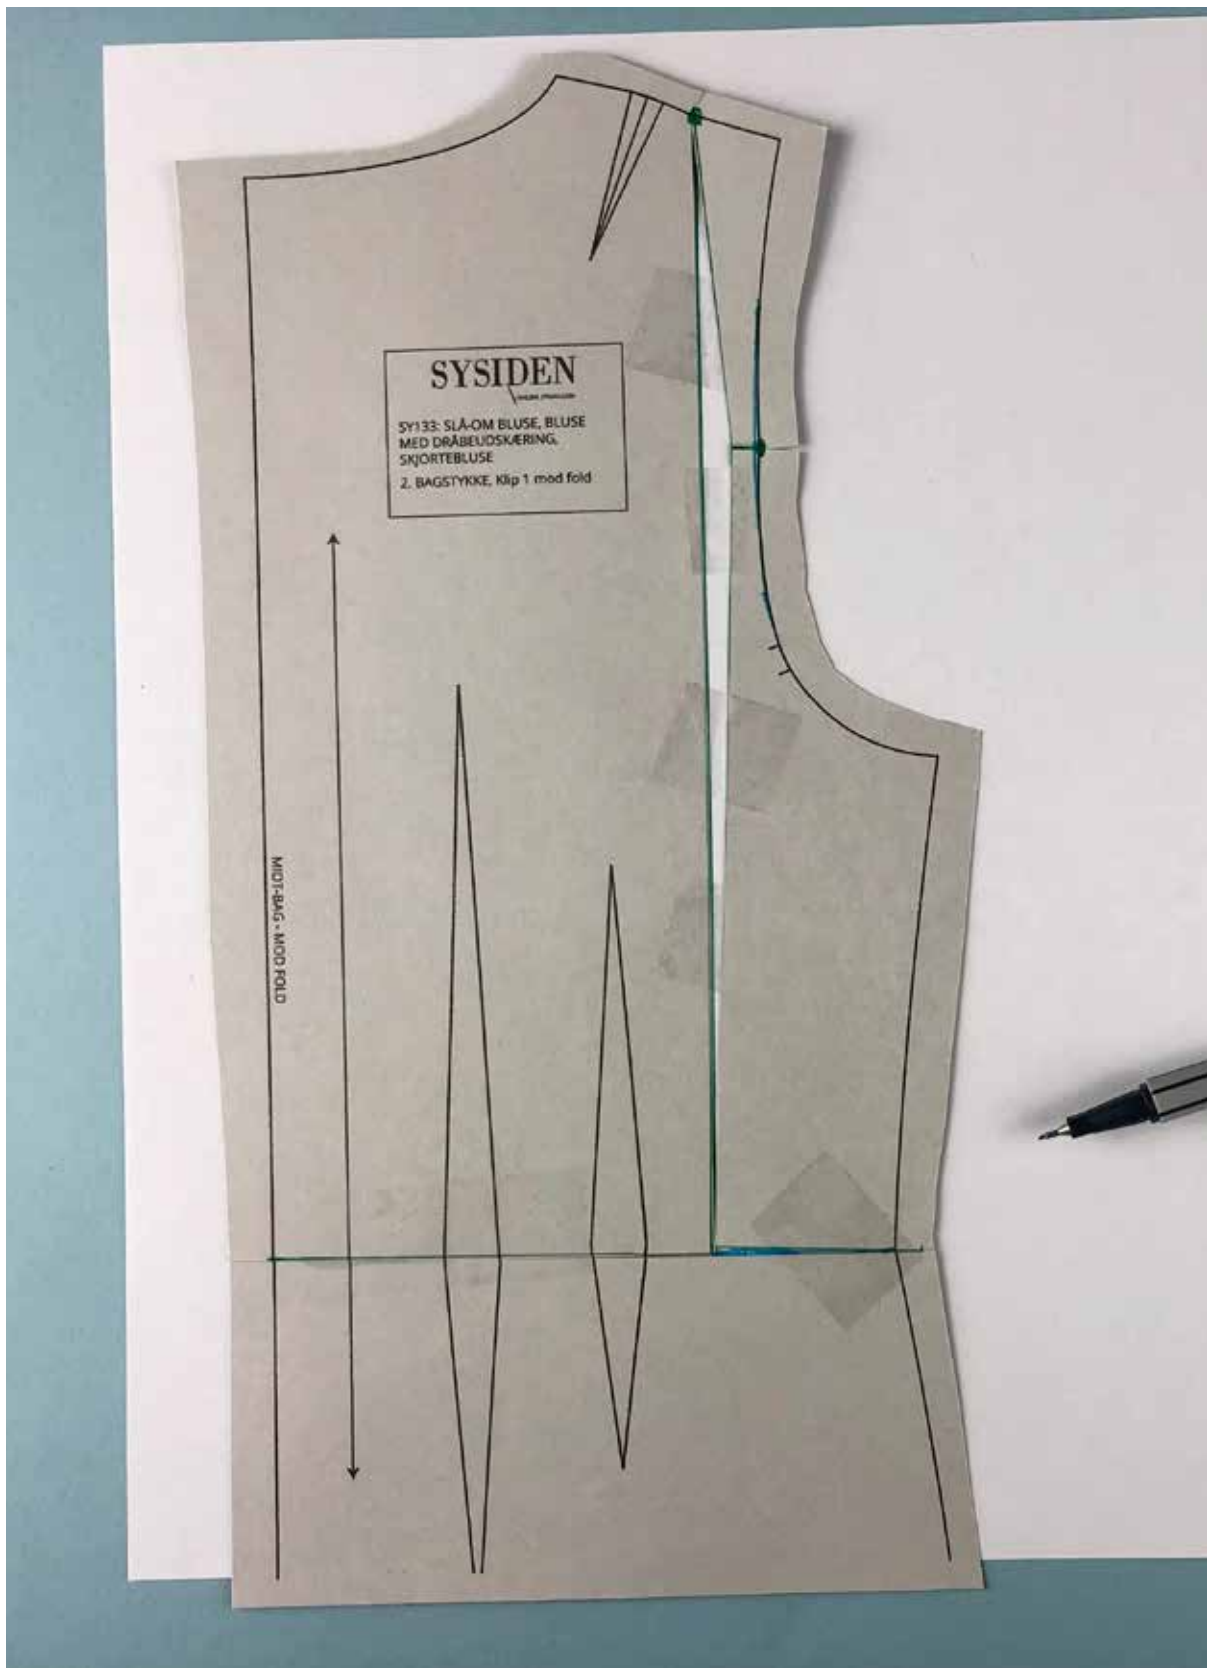 SYSIDEN
SY133: SLÅ-OM BLUSE, BLUSE
MED DRÅBEUDSKÆRING,
SKJORTEBLUSE
2. BAGSTYKKE, Klip 1 mod fold
MIDT-BAG - MOD FOLD